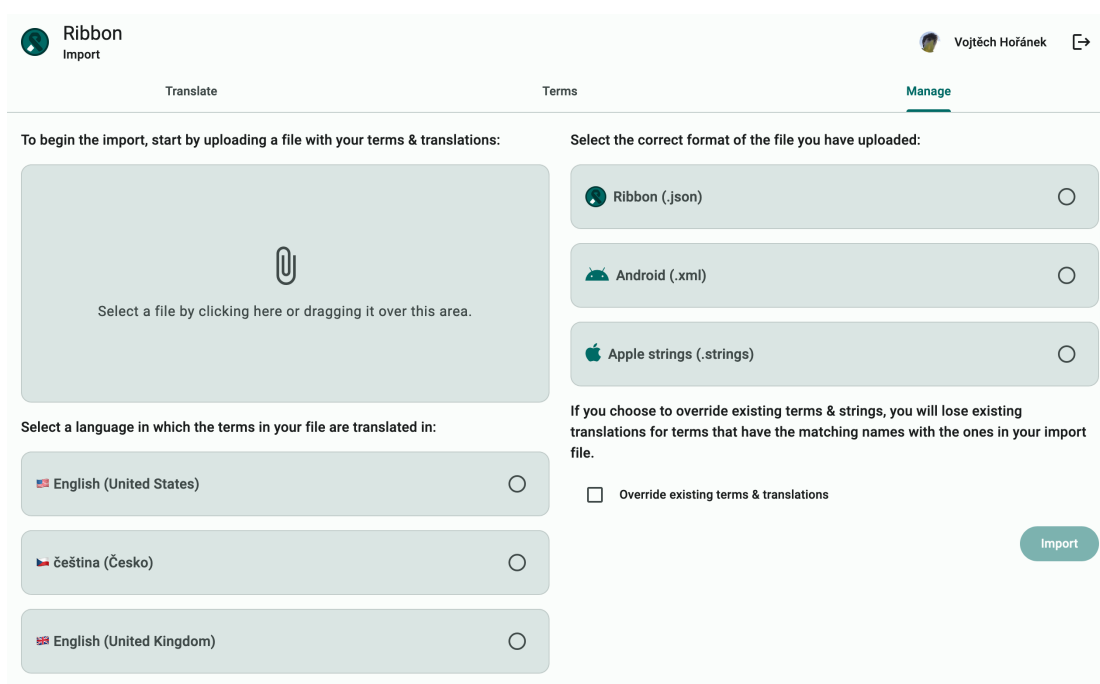 Ribbon
Import
Vojtěch Hořánek
Translate
Terms
Manage
To begin the import, start by uploading a file with your terms & translations:
Select a file by clicking here or dragging it over this area.
Select a language in which the terms in your file are translated in:
English (United States)
čeština (Česko)
English (United Kingdom)
Select the correct format of the file you have uploaded:
Ribbon (.json)
Android (.xml)
Apple strings (.strings)
If you choose to override existing terms & strings, you will lose existing
translations for terms that have the matching names with the ones in your import
file.
Override existing terms & translations
Import